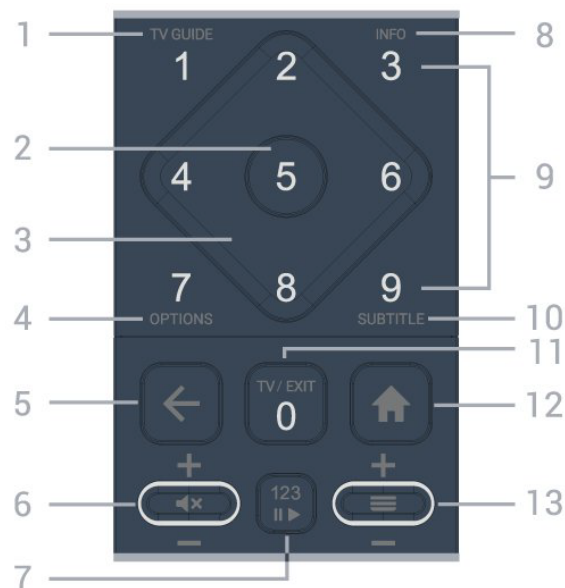 1 TV GUIDE INFO 8
1 2 3
2 4 5 6 9
3
7 8 9
4 OPTIONS SUBTITLE 10
11
5 TV / EXIT 12
0
+ +
6 123 13
− −
7